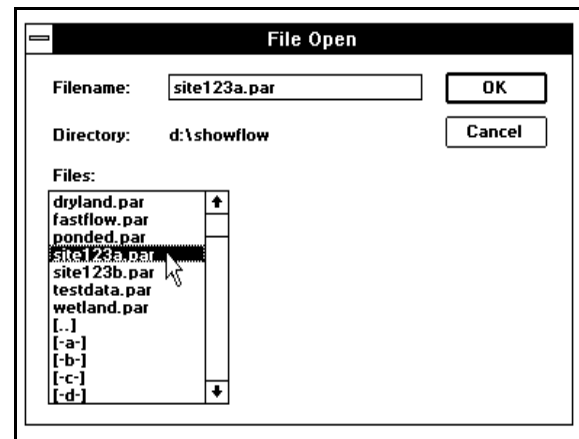 File Open
Filename: site123a.par OK
Directory: d:\showflow Cancel
Files:
dryland.par
fastflow.par
ponded.par
site123a.par
site123b.par
testdata.par
wetland.par
[..]
[-a-]
[-b-]
[-c-]
[-d-]